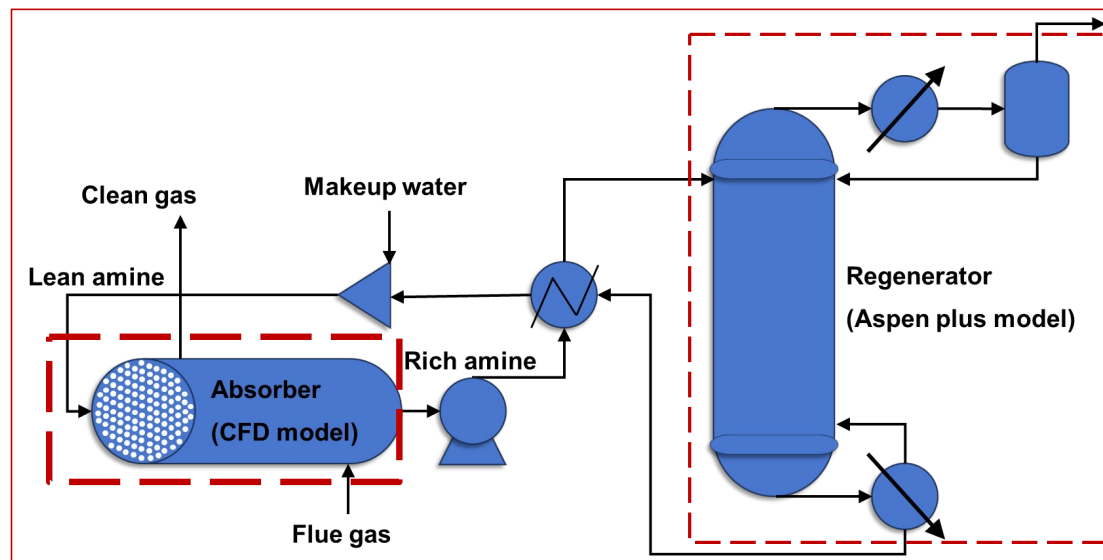 Clean gas
Makeup water
Lean amine
Regenerator
(Aspen plus model)
Rich amine
Absorber
(CFD model)
Flue gas